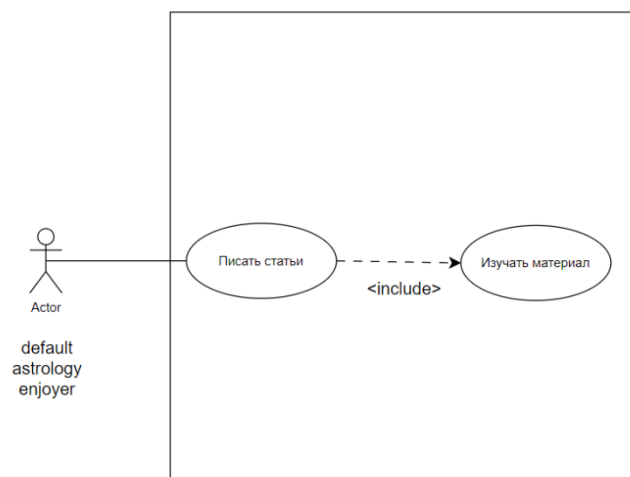 Писать статьи
Изучать материал
<include>
Actor
default
astrology
enjoyer